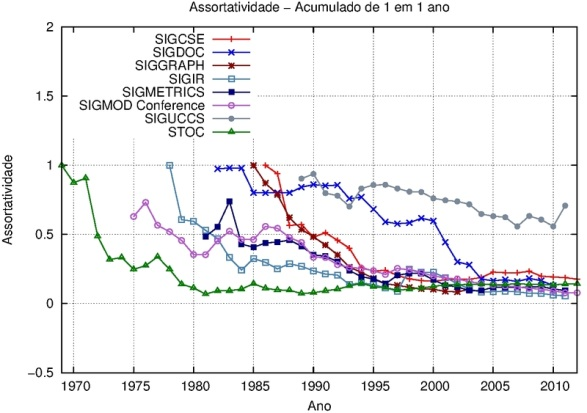 Assortatividade – Acumulado de 1 em 1 ano
2
1.5
1
0.5
0
−0.5
Assortatividade
SIGCSE
SIGDOC
SIGGRAPH
SIGIR
SIGMETRICS
SIGMOD Conference
SIGUCCS
STOC
1970 1975 1980 1985 1990 1995 2000 2005 2010
Ano